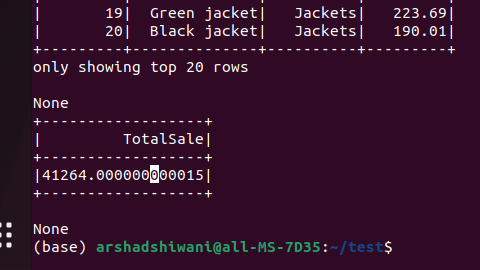 |       19|  Green jacket|   Jackets|   223.69|
|       20|  Black jacket|   Jackets|   190.01|
+---------+--------------+----------+---------+
only showing top 20 rows
None
+------------------+
|         TotalSale|
+------------------+
|41264.000000000015|
+------------------+
None
(base) arshadshiwani@all-MS-7D35:~/test$